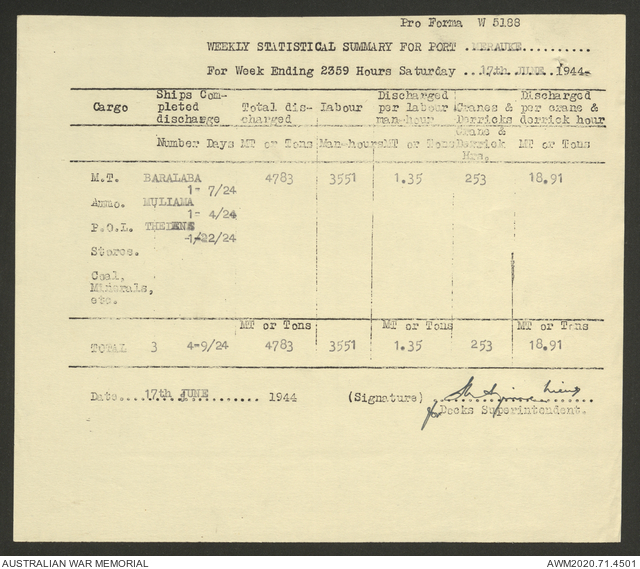 Pro Forma W 5188
WEEKLY STATISTICAL SUMMARY FOR PORT .MERAUKE..........
For Week Ending 2359 Hours Saturday ..17th JUNE .1944.
Cargo Ships Com- Total dis- Labour Discharged Cranes & Discharged
pleted charged per labour Derricks per crane &
discharge man-hour derrick hour
Number Days MT or Tons Man-hours MT or Tons Crane & Derrick Hrs. MT or Tons
M.T. BARALABA 4783 3551 1.35 253 18.91
1- 7/24
Ammo. MULIAMA
1- 4/24
P.O.L.
-1/22/24
Stores.
Coal,
Minerals,
etc.
MT or Tons MT or Tons MT or Tons
TOTAL 3 4-9/24 4783 3551 1.35 253 18.91
Date....17th JUNE.......... 1944 (Signature)
for Docks Superintendent.
AUSTRALIAN WAR MEMORIAL AWM2020.71.4501